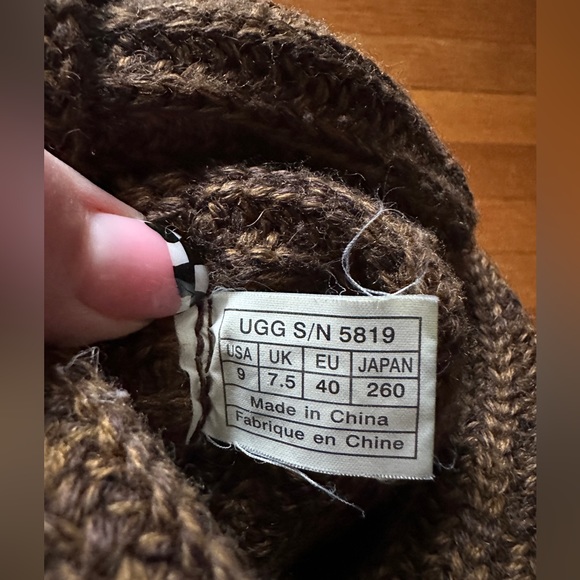 UGG S/N 5819
USA UK EU JAPAN
9 7.5 40 260
Made in China
Fabrique en Chine